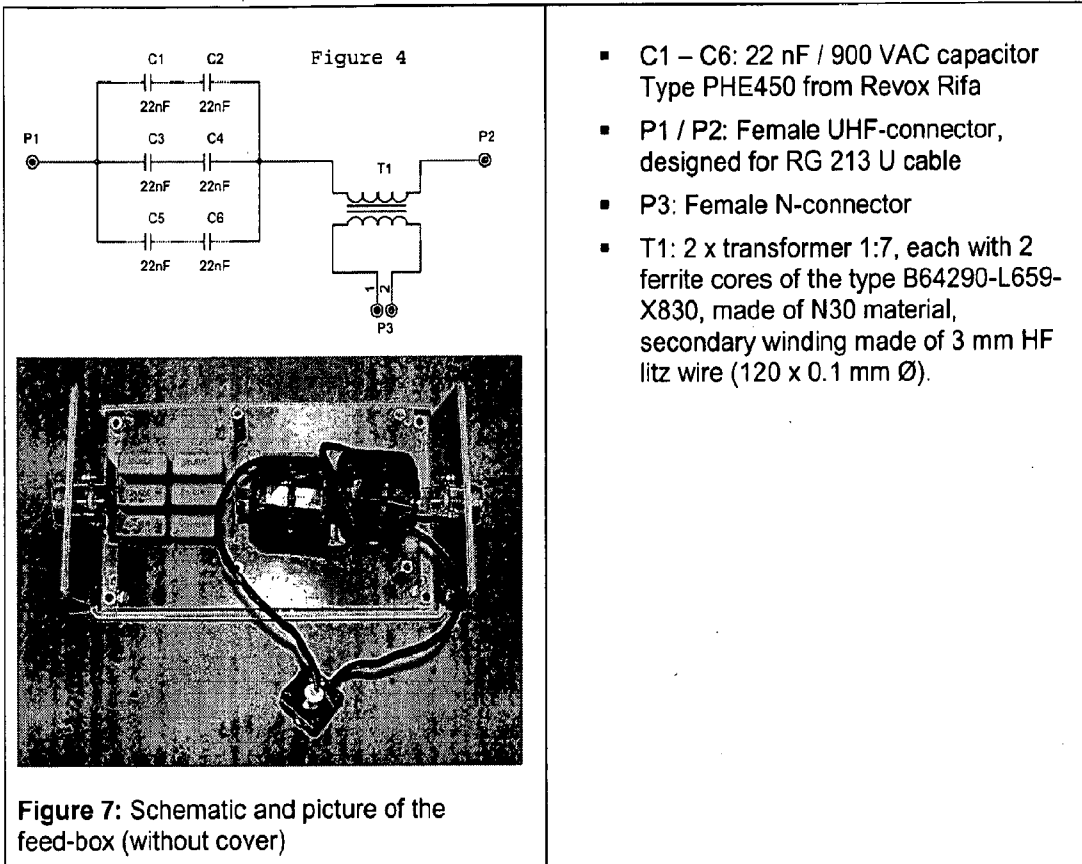 Figure 4
C1 C2
22nF 22nF
P1
P2
C3 C4
22nF 22nF
T1
C5 C6
22nF 22nF
1 2
P3
Figure 7: Schematic and picture of the
feed-box (without cover)
▪ C1 – C6: 22 nF / 900 VAC capacitor
Type PHE450 from Revox Rifa
▪ P1 / P2: Female UHF-connector,
designed for RG 213 U cable
▪ P3: Female N-connector
▪ T1: 2 x transformer 1:7, each with 2
ferrite cores of the type B64290-L659-
X830, made of N30 material,
secondary winding made of 3 mm HF
litz wire (120 x 0.1 mm Ø).